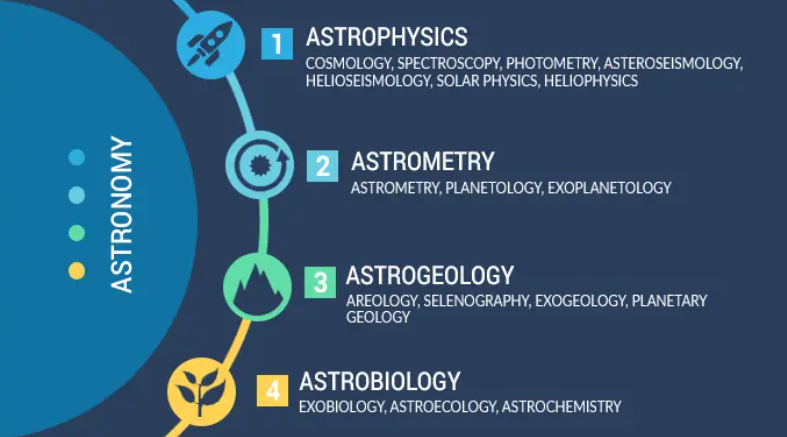 ASTRONOMY
1
ASTROPHYSICS
COSMOLOGY, SPECTROSCOPY, PHOTOMETRY, ASTEROSEISMOLOGY,
HELIOSEISMOLOGY, SOLAR PHYSICS, HELIOPHYSICS
2
ASTROMETRY
ASTROMETRY, PLANETOLOGY, EXOPLANETOLOGY
3
ASTROGEOLOGY
AREOLOGY, SELENOGRAPHY, EXOGEOLOGY, PLANETARY
GEOLOGY
4
ASTROBIOLOGY
EXOBIOLOGY, ASTROECOLOGY, ASTROCHEMISTRY